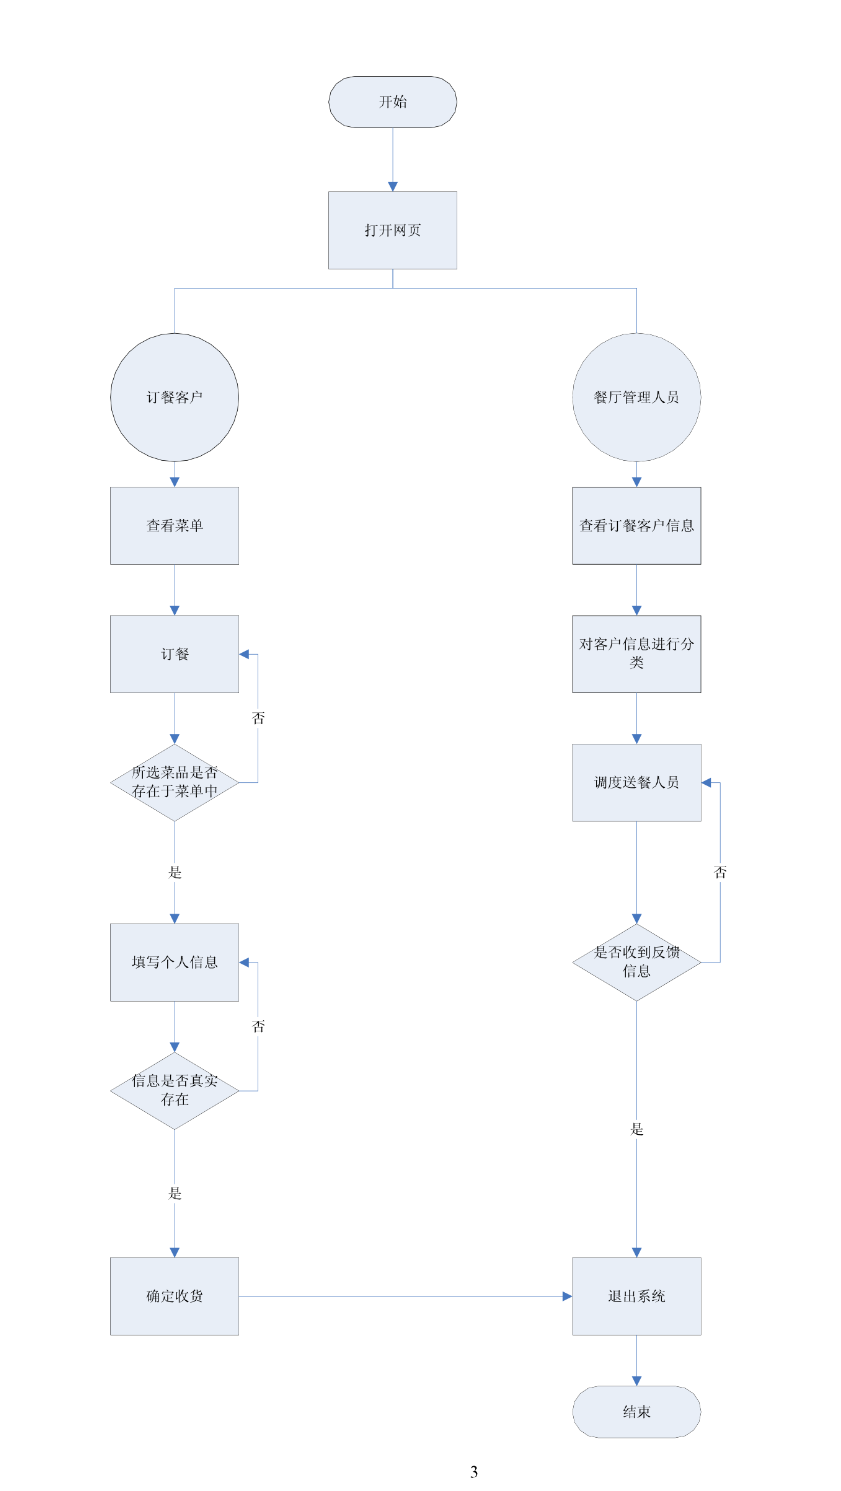 开始
打开网页
订餐客户
餐厅管理人员
查看菜单
查看订餐客户信息
订餐
对客户信息进行分
类
否
所选菜品是否
存在于菜单中
调度送餐人员
是
否
填写个人信息
是否收到反馈
信息
否
信息是否真实
存在
是
是
确定收货
退出系统
结束
3